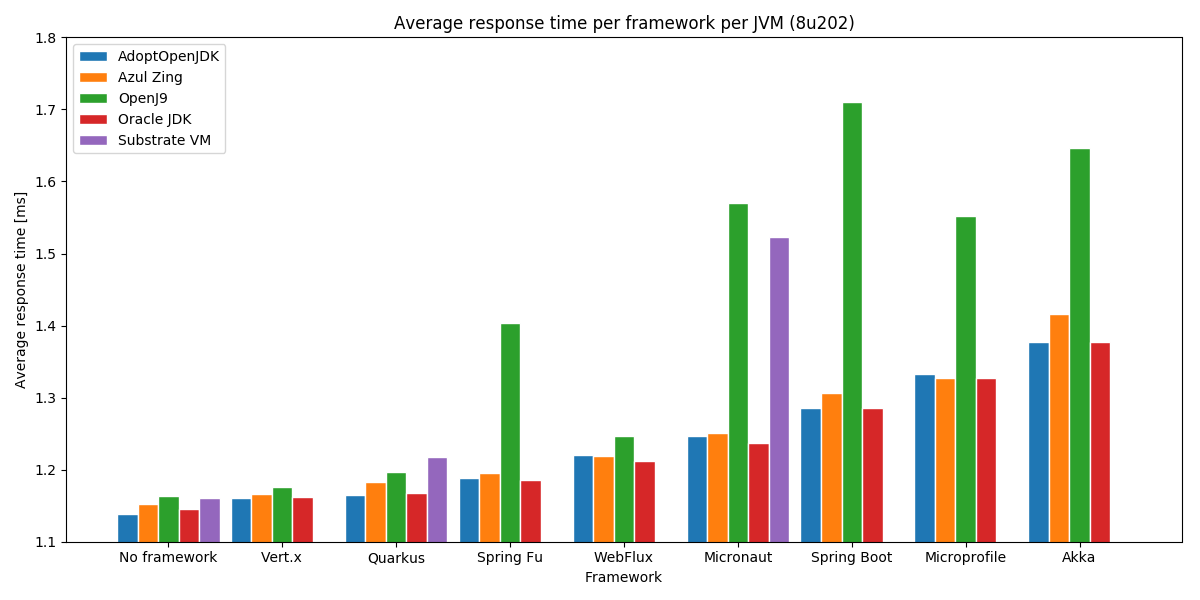 Average response time per framework per JVM (8u202)
AdoptOpenJDK
Azul Zing
OpenJ9
Oracle JDK
Substrate VM
Average response time [ms]
1.8
1.7
1.6
1.5
1.4
1.3
1.2
1.1
No framework Vert.x Quarkus Spring Fu WebFlux Micronaut Spring Boot Microprofile Akka
Framework